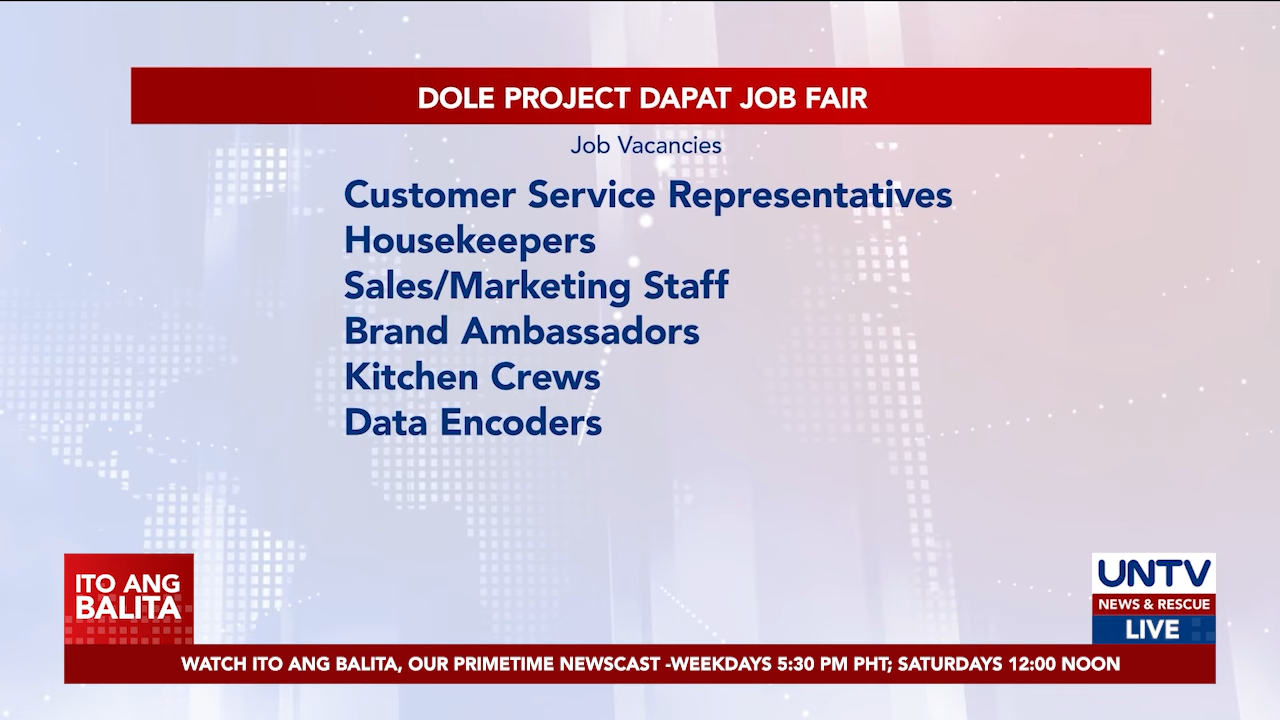 DOLE PROJECT DAPAT JOB FAIR
Job Vacancies
Customer Service Representatives
Housekeepers
Sales/Marketing Staff
Brand Ambassadors
Kitchen Crews
Data Encoders
ITO ANG
BALITA
UNTV
NEWS & RESCUE
LIVE
WATCH ITO ANG BALITA, OUR PRIMETIME NEWSCAST -WEEKDAYS 5:30 PM PHT; SATURDAYS 12:00 NOON